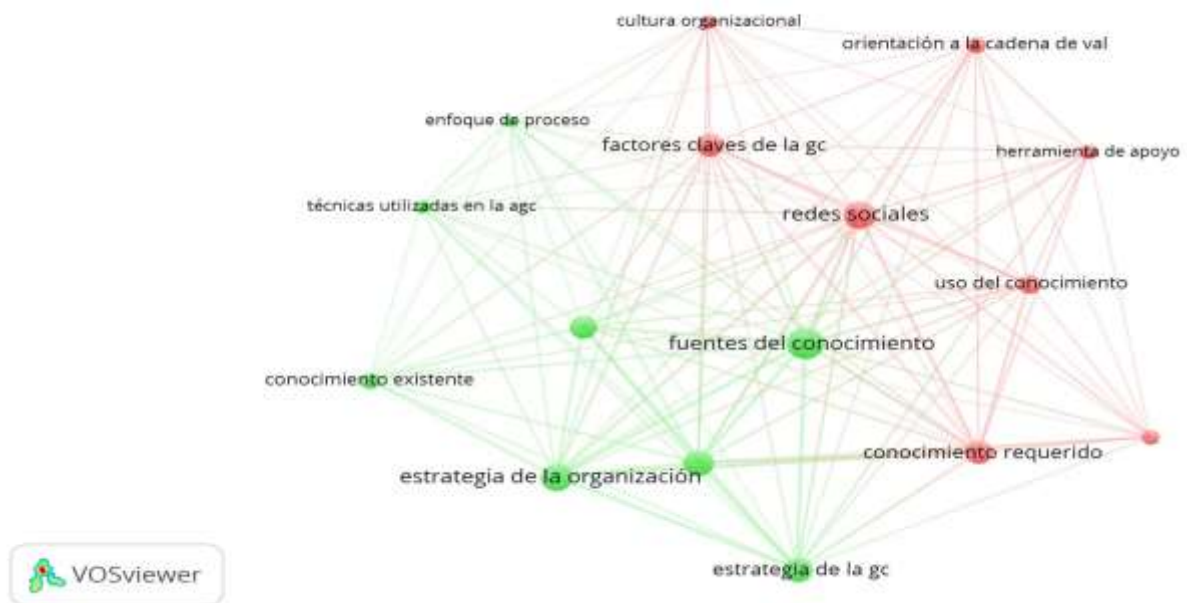 cultura organizacional
orientación a la cadena de val
enfoque de proceso
factores claves de la gc
herramienta de apoyo
técnicas utilizadas en la agc
redes sociales
uso del conocimiento
fuentes del conocimiento
conocimiento existente
conocimiento requerido
estrategia de la organización
estrategia de la gc
VOSviewer